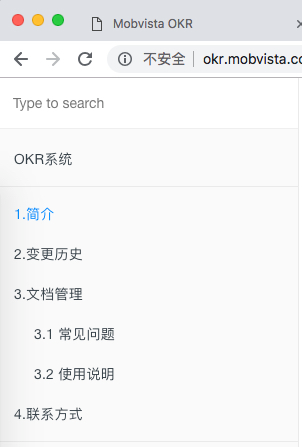 Mobvista OKR
不安全 | okr.mobvista.co
Type to search
OKR系统
1.简介
2.变更历史
3.文档管理
3.1 常见问题
3.2 使用说明
4.联系方式